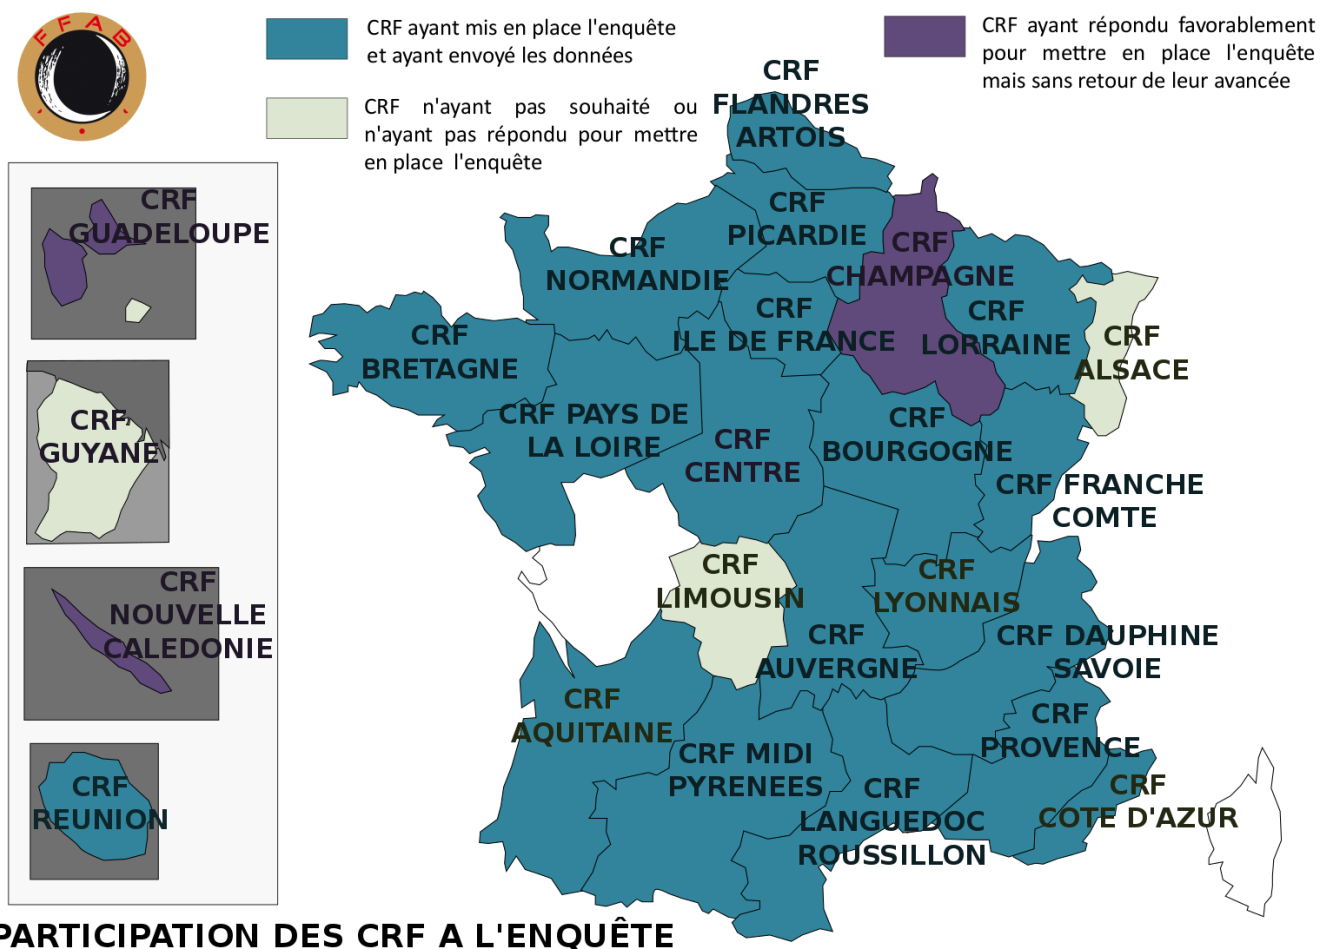 FFAB
CRF ayant mis en place l'enquête
et ayant envoyé les données
CRF n'ayant pas souhaité ou
n'ayant pas répondu pour mettre
en place l'enquête
CRF ayant répondu favorablement
pour mettre en place l'enquête
mais sans retour de leur avancée
CRF
FLANDRES
ARTOIS
CRF
PICARDIE
CRF
NORMANDIE
CRF
CHAMPAGNE
CRF
ILE DE FRANCE
CRF
LORRAINE
CRF
ALSACE
CRF
BRETAGNE
CRF PAYS DE
LA LOIRE
CRF
CENTRE
CRF
BOURGOGNE
CRF FRANCHE
COMTE
CRF
LIMOUSIN
CRF
LYONNAIS
CRF
AUVERGNE
CRF DAUPHINE
SAVOIE
CRF
AQUITAINE
CRF MIDI
PYRENEES
CRF
PROVENCE
CRF
LANGUEDOC
ROUSSILLON
CRF
COTE D'AZUR
CRF
GUADELOUPE
CRF
GUYANE
CRF
NOUVELLE
CALEDONIE
CRF
REUNION
PARTICIPATION DES CRF A L'ENQUÊTE